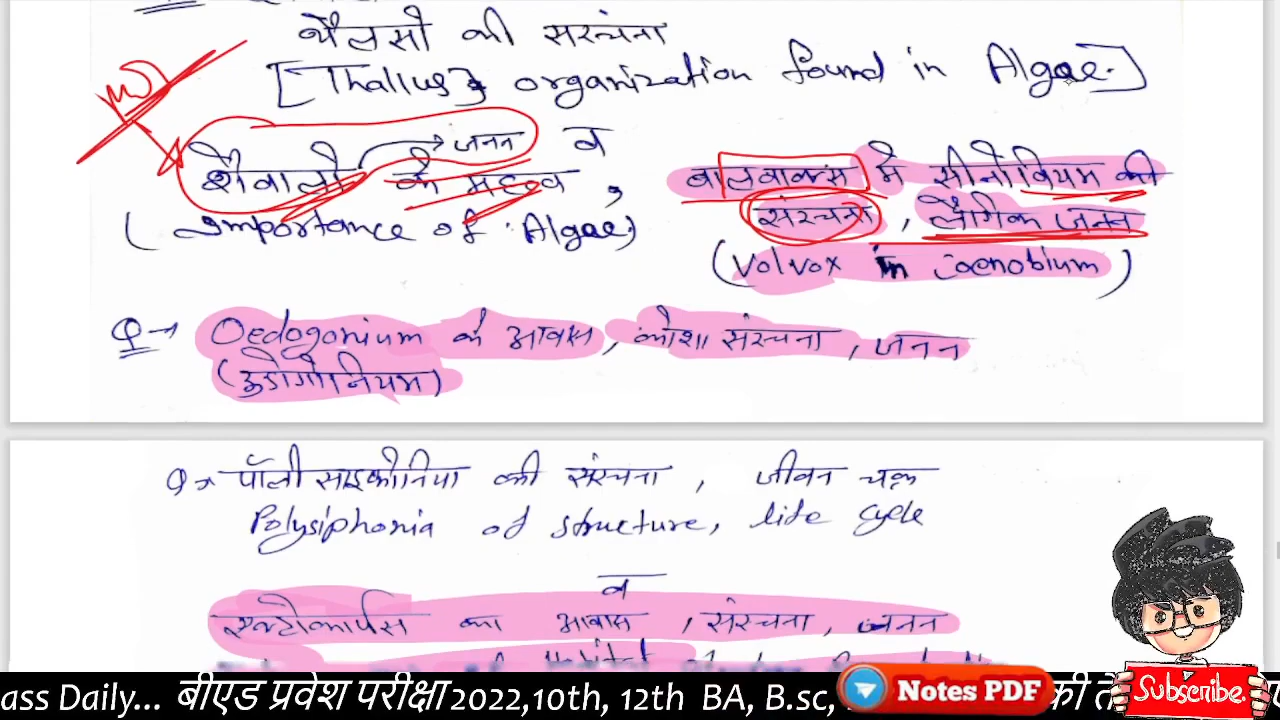 थैलसो की संरचना
[Thallus organization found in Algae.]
शैवालो के महत्व , जनन व
(Importance of Algae)
वालवाक्स मे सीनोवियम की
संरचना , लैंगिक जनन
(Volvox in Coenobium)
Q→ Oedogonium के आवास , कोशा संरचना , जनन
(इडोगोनियम)
Q→ पॉलीसाइफोनिया की संरचना , जीवन चक्र
Polysiphonia of structure, life cycle
व
एक्टोकार्पस का आवास , संरचना , जनन
ass Daily... बीएड प्रवेश परीक्षा 2022,10th, 12th BA, B.sc,
Notes PDF
की ते
Subscribe